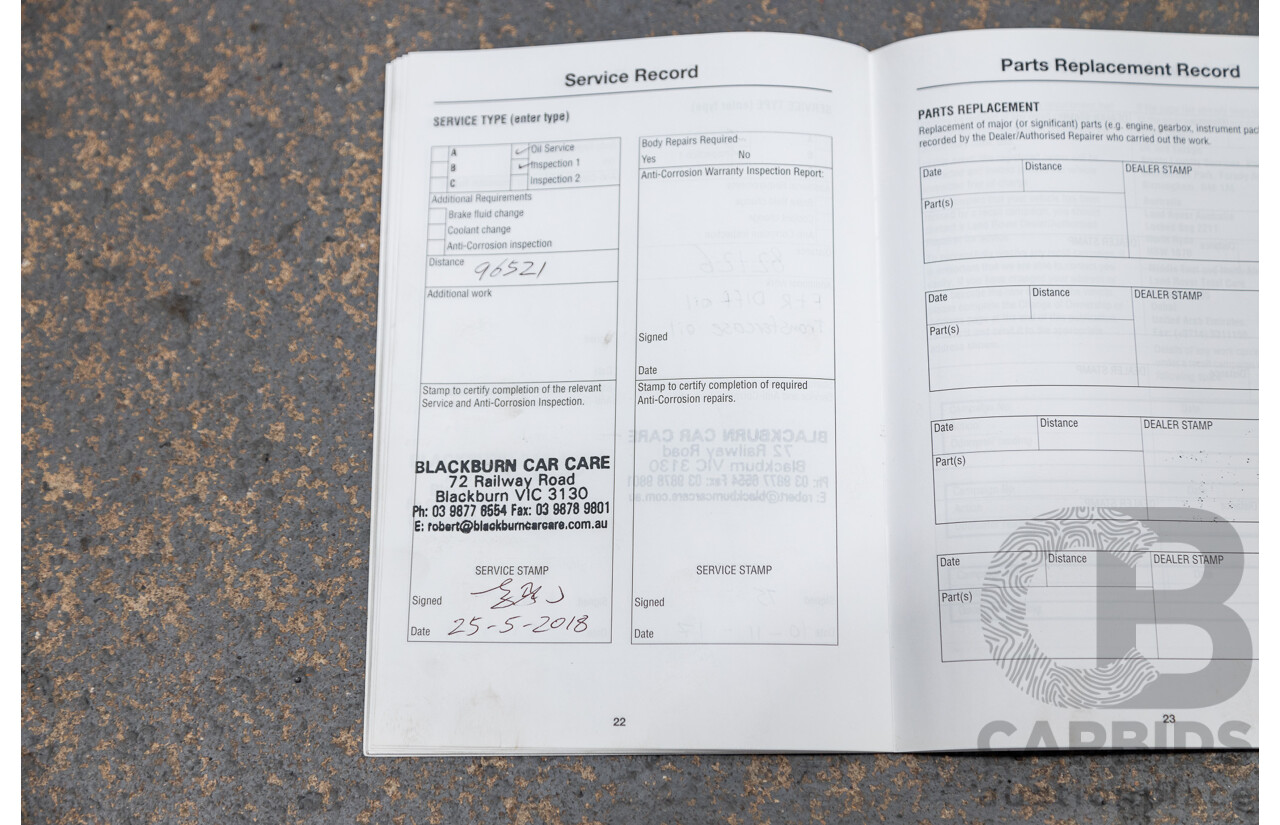 Service Record
SERVICE TYPE (enter type)
A
Oil Service
B
Inspection 1
C
Inspection 2
Additional Requirements
Brake fluid change
Coolant change
Anti-Corrosion inspection
Distance 96521
Additional work
Stamp to certify completion of the relevant
Service and Anti-Corrosion Inspection.
BLACKBURN CAR CARE
72 Railway Road
Blackburn VIC 3130
Ph: 03 9877 6554 Fax: 03 9878 9801
E: robert@blackburncarcare.com.au
SERVICE STAMP
Signed
Date 25-5-2018
Body Repairs Required
Yes No
Anti-Corrosion Warranty Inspection Report:
Signed
Date
Stamp to certify completion of required
Anti-Corrosion repairs.
SERVICE STAMP
Signed
Date
22
Parts Replacement Record
PARTS REPLACEMENT
Replacement of major (or significant) parts (e.g. engine, gearbox, instrument
recorded by the Dealer/Authorised Repairer who carried out the work.
Date Distance DEALER STAMP
Part(s)
Date Distance DEALER STAMP
Part(s)
Date Distance DEALER STAMP
Part(s)
Date Distance DEALER STAMP
Part(s)
23
CB
CARBIDS